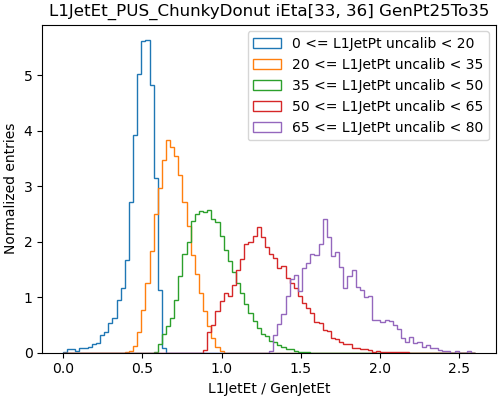 L1JetEt_PUS_ChunkyDonut iEta[33, 36] GenPt25To35
0 <= L1JetPt uncalib < 20
20 <= L1JetPt uncalib < 35
35 <= L1JetPt uncalib < 50
50 <= L1JetPt uncalib < 65
65 <= L1JetPt uncalib < 80
Normalized entries
5
4
3
2
1
0
0.0 0.5 1.0 1.5 2.0 2.5
L1JetEt / GenJetEt